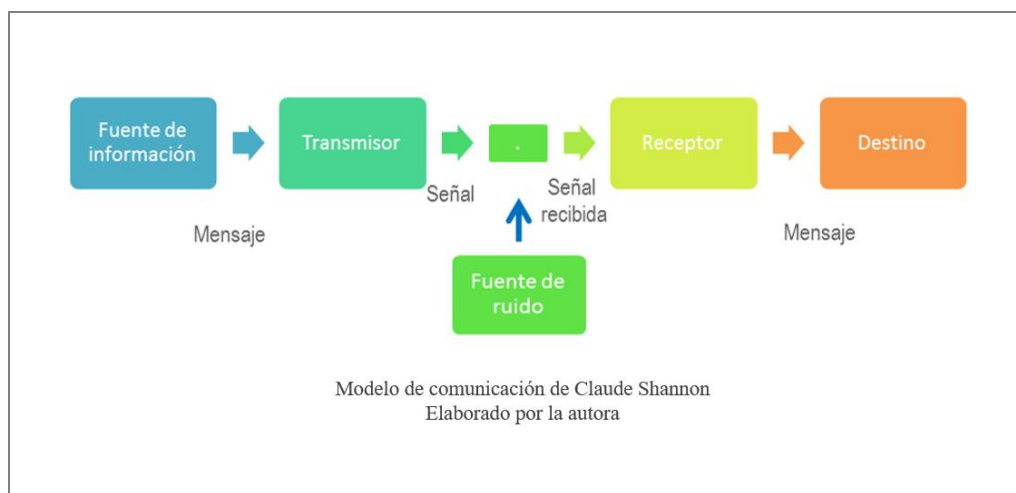 Fuente de
información
Transmisor
.
Receptor
Destino
Señal
Señal
recibida
Mensaje
Mensaje
Fuente de
ruido
Modelo de comunicación de Claude Shannon
Elaborado por la autora